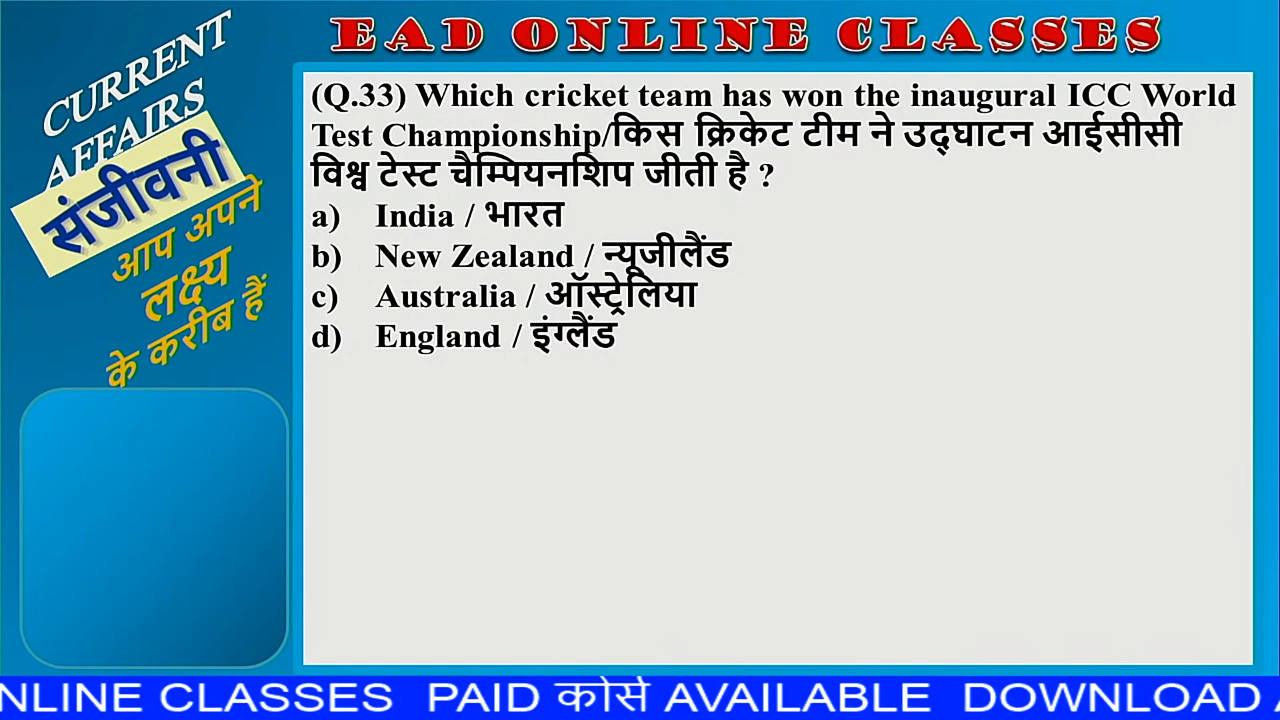 EAD ONLINE CLASSES
CURRENT
AFFAIRS
संजीवनी
आप अपने
लक्ष्य
के करीब हैं
(Q.33) Which cricket team has won the inaugural ICC World
Test Championship/किस क्रिकेट टीम ने उद्घाटन आईसीसी
विश्व टेस्ट चैम्पियनशिप जीती है ?
a) India / भारत
b) New Zealand / न्यूजीलैंड
c) Australia / ऑस्ट्रेलिया
d) England / इंग्लैंड
NLINE CLASSES PAID कोर्स AVAILABLE DOWNLOAD